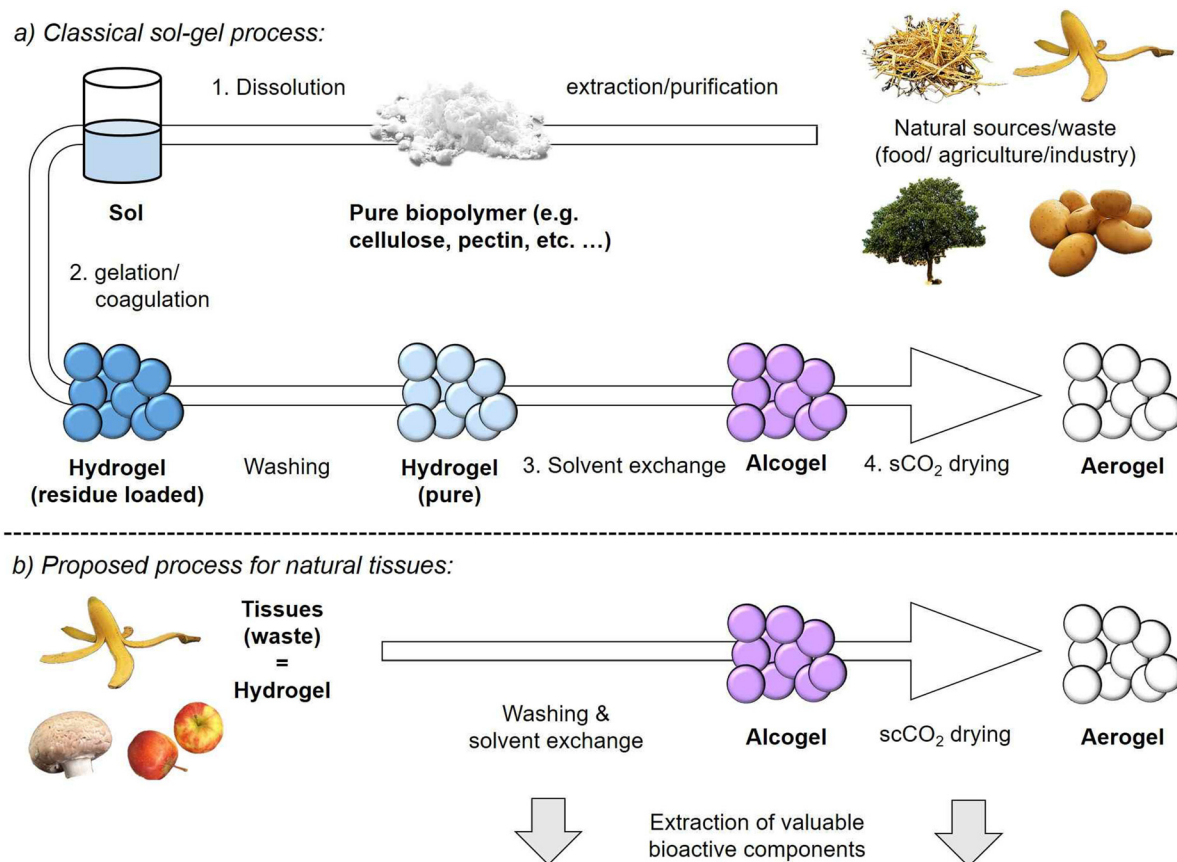 a) Classical sol-gel process:
1. Dissolution
extraction/purification
Natural sources/waste
(food/ agriculture/industry)
Sol
Pure biopolymer (e.g.
cellulose, pectin, etc. …)
2. gelation/
coagulation
Hydrogel
(residue loaded)
Washing
Hydrogel
(pure)
3. Solvent exchange
Alcogel
4. sCO₂ drying
Aerogel
b) Proposed process for natural tissues:
Tissues
(waste)
=
Hydrogel
Washing &
solvent exchange
Alcogel
scCO₂ drying
Aerogel
Extraction of valuable
bioactive components